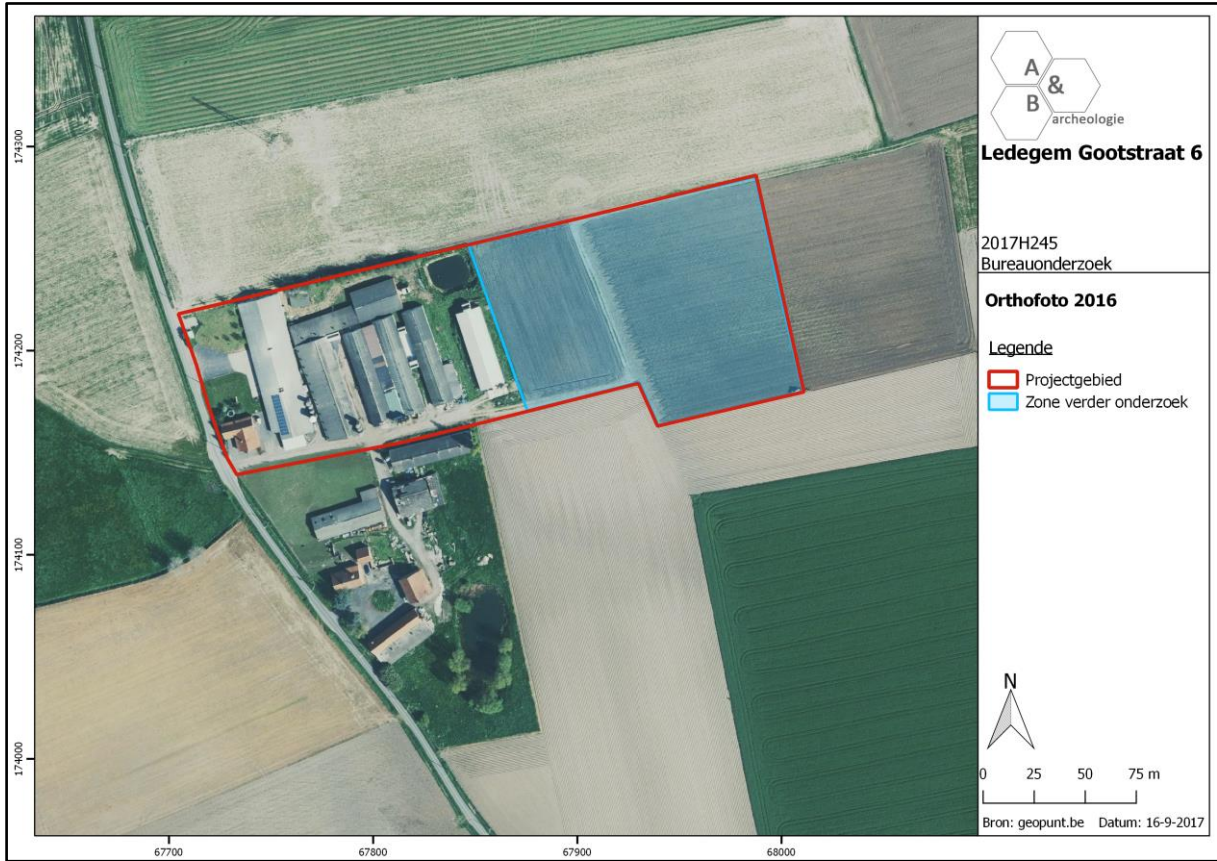 A
&
B
archeologie
Ledegem Gootstraat 6
2017H245
Bureauonderzoek
Orthofoto 2016
Legende
Projectgebied
Zone verder onderzoek
N
0 25 50 75 m
Bron: geopunt.be Datum: 16-9-2017
174300
174200
174100
174000
67700 67800 67900 68000